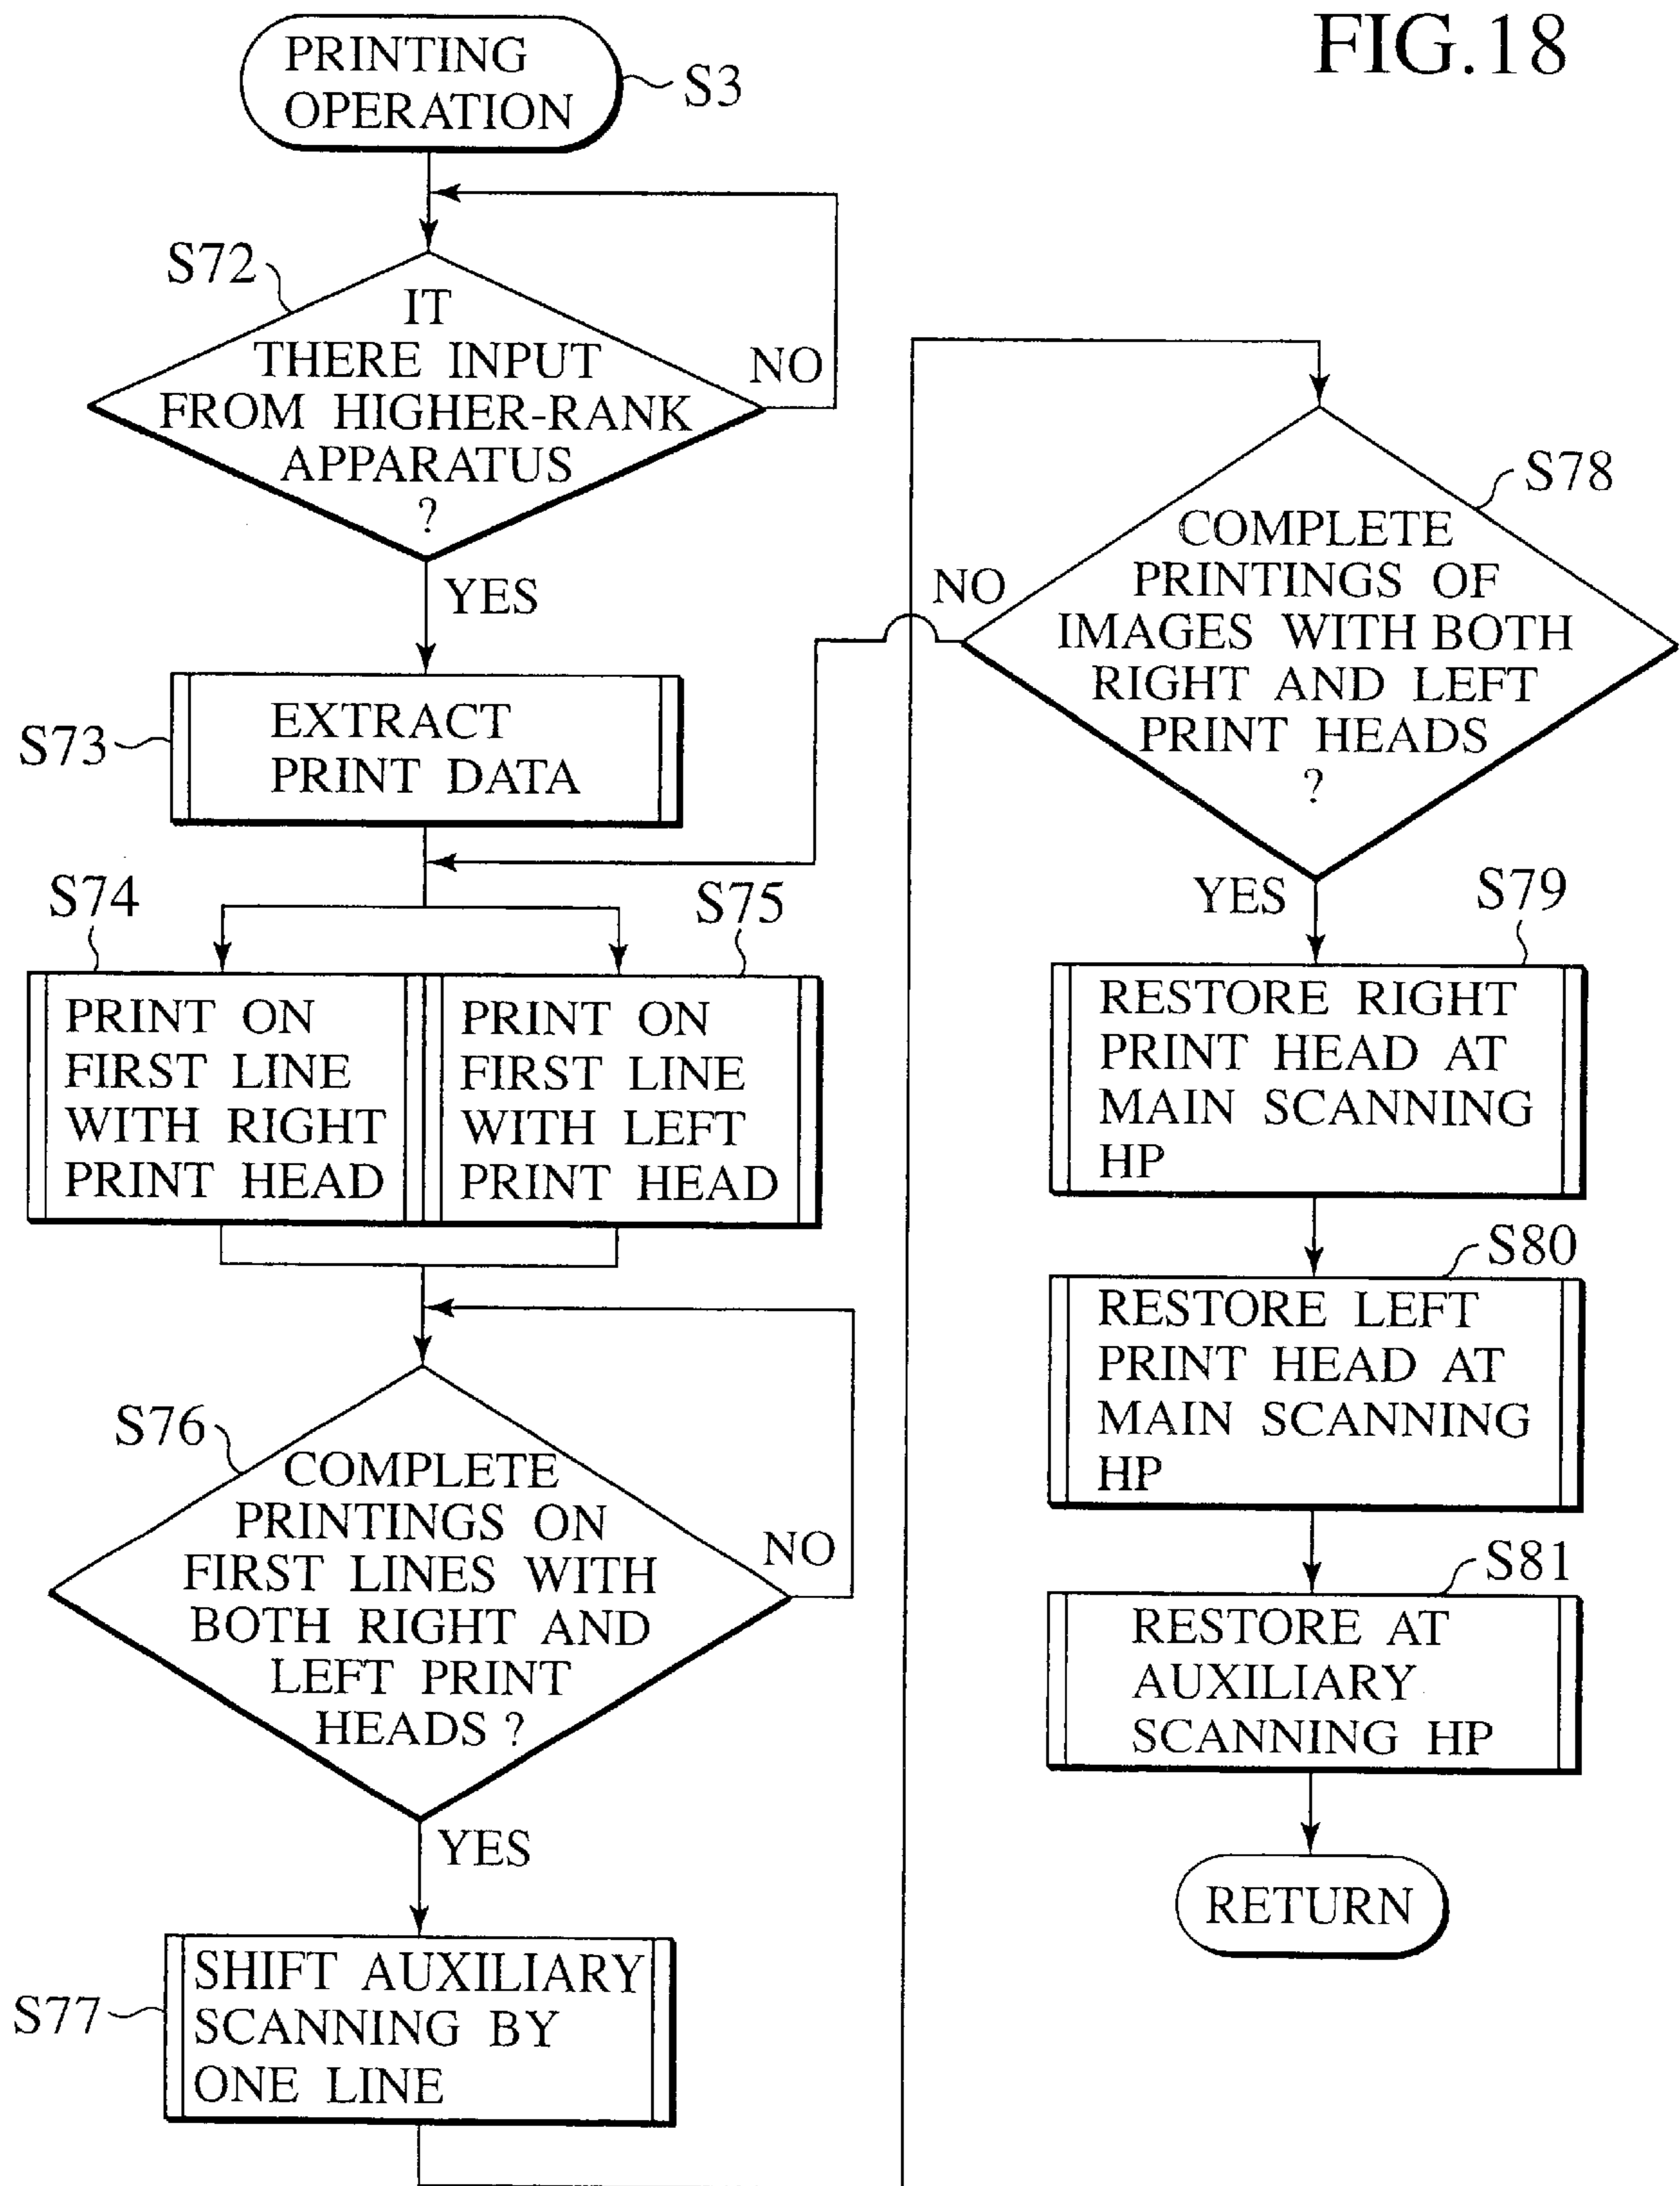 FIG.18
PRINTING
OPERATION
S3
S72
IT
THERE INPUT
FROM HIGHER-RANK
APPARATUS
?
NO
YES
S73
EXTRACT
PRINT DATA
S74
S75
PRINT ON
FIRST LINE
WITH RIGHT
PRINT HEAD
PRINT ON
FIRST LINE
WITH LEFT
PRINT HEAD
S76
COMPLETE
PRINTINGS ON
FIRST LINES WITH
BOTH RIGHT AND
LEFT PRINT
HEADS ?
NO
YES
S77
SHIFT AUXILIARY
SCANNING BY
ONE LINE
S78
COMPLETE
PRINTINGS OF
IMAGES WITH BOTH
RIGHT AND LEFT
PRINT HEADS
?
NO
YES
S79
RESTORE RIGHT
PRINT HEAD AT
MAIN SCANNING
HP
S80
RESTORE LEFT
PRINT HEAD AT
MAIN SCANNING
HP
S81
RESTORE AT
AUXILIARY
SCANNING HP
RETURN